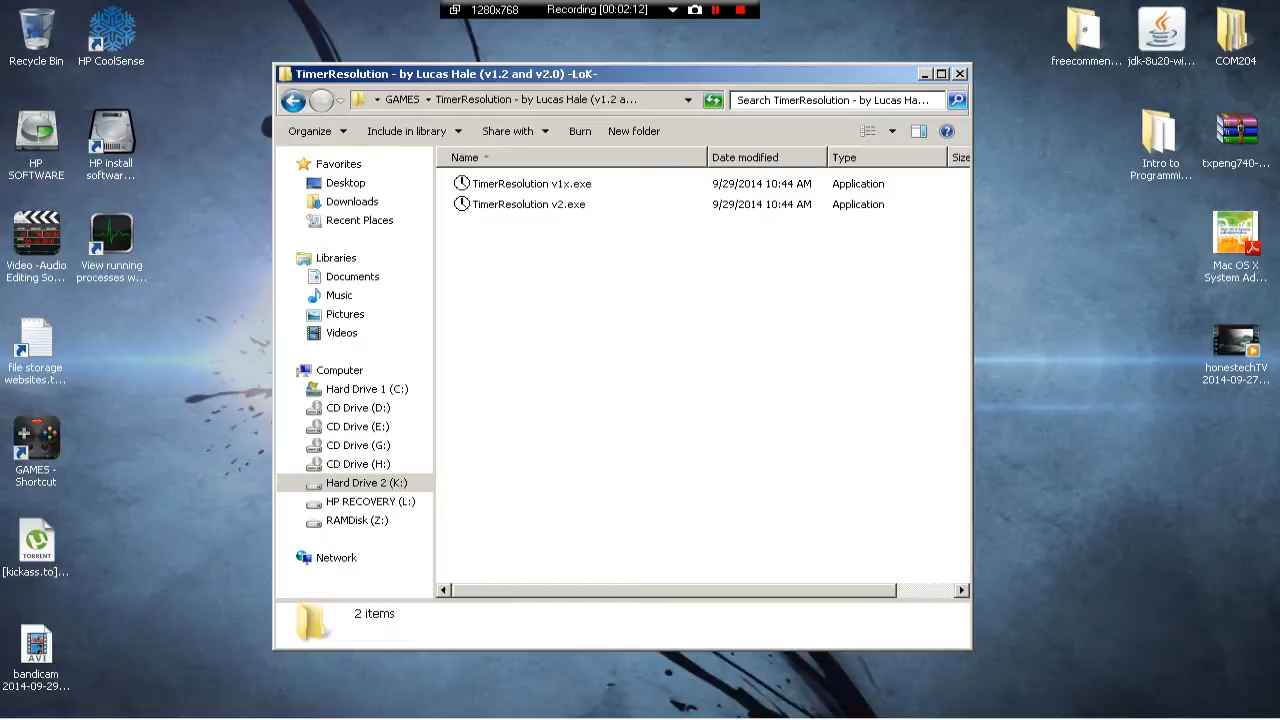 1280x768 Recording [00:02:12]
Recycle Bin
HP CoolSense
HP
SOFTWARE
HP install
softwar...
Video -Audio
Editing So...
View running
processes w...
file storage
websites.t...
GAMES -
Shortcut
TORRENT
[kickass.to]...
AVI
bandicam
2014-09-29...
TimerResolution - by Lucas Hale (v1.2 and v2.0) -LoK-
GAMES TimerResolution - by Lucas Hale (v1.2 a...
Search TimerResolution - by Lucas Ha...
Organize Include in library Share with Burn New folder
Favorites
Desktop
Downloads
Recent Places
Libraries
Documents
Music
Pictures
Videos
Computer
Hard Drive 1 (C:)
CD Drive (D:)
CD Drive (E:)
CD Drive (G:)
CD Drive (H:)
Hard Drive 2 (K:)
HP RECOVERY (L:)
RAMDisk (Z:)
Network
Name Date modified Type Size
TimerResolution v1x.exe 9/29/2014 10:44 AM Application
TimerResolution v2.exe 9/29/2014 10:44 AM Application
2 items
freecommen...
jdk-8u20-wi...
COM204
Intro to
Programmi...
txpeng740-...
Mac OS X
System Ad...
honestechTV
2014-09-27...